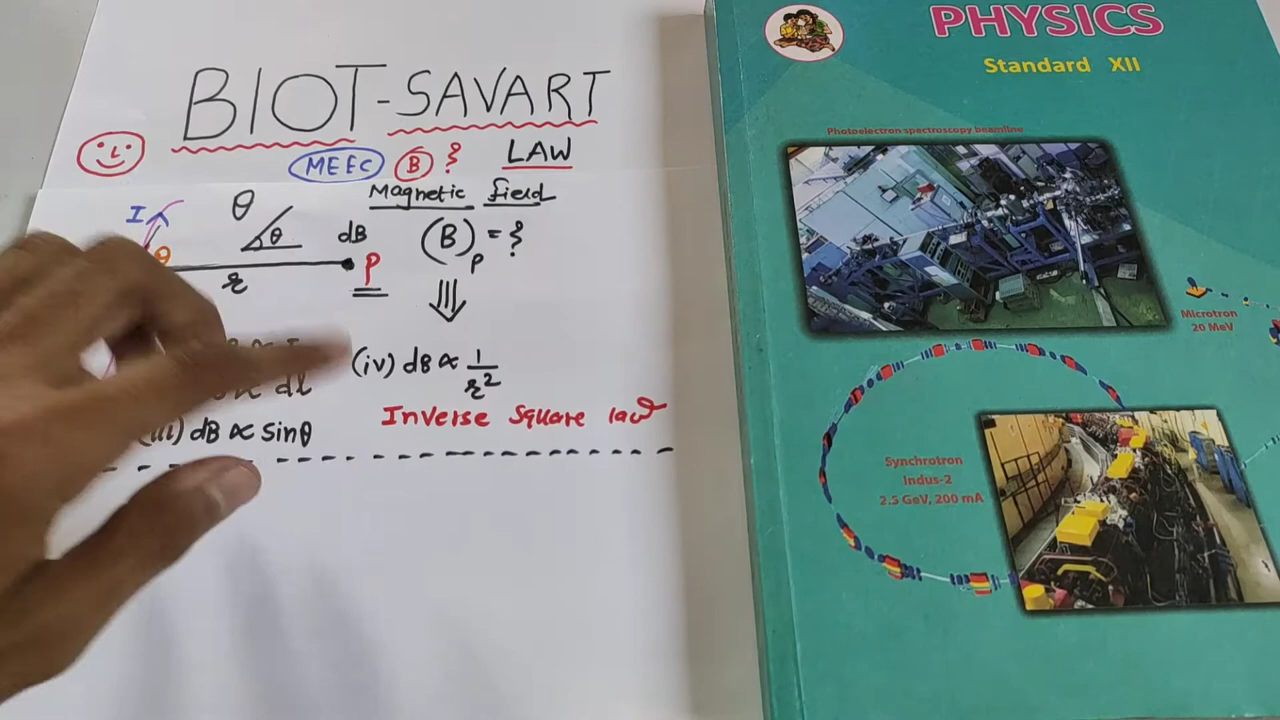 BIOT-SAVART
LAW
MEEC B ?
Magnetic field
I
θ
θ
θ
dB
(B)P = ?
r
P
dl
(iii) dB ∝ sinθ
(iv) dB ∝ 1/r²
Inverse Square law
PHYSICS
Standard XII
Photoelectron spectroscopy beamline
Microtron
20 MeV
Synchrotron
Indus-2
2.5 GeV, 200 mA